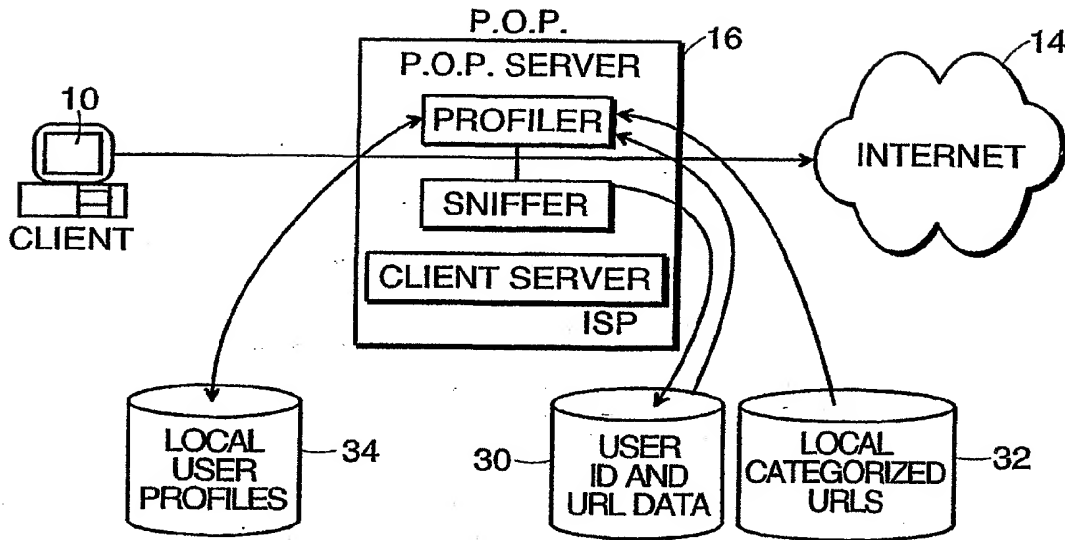 P.O.P.
16
14
P.O.P. SERVER
10
PROFILER
INTERNET
SNIFFER
CLIENT
CLIENT SERVER
ISP
LOCAL
USER
PROFILES
34
30
USER
ID AND
URL DATA
LOCAL
CATEGORIZED
URLS
32